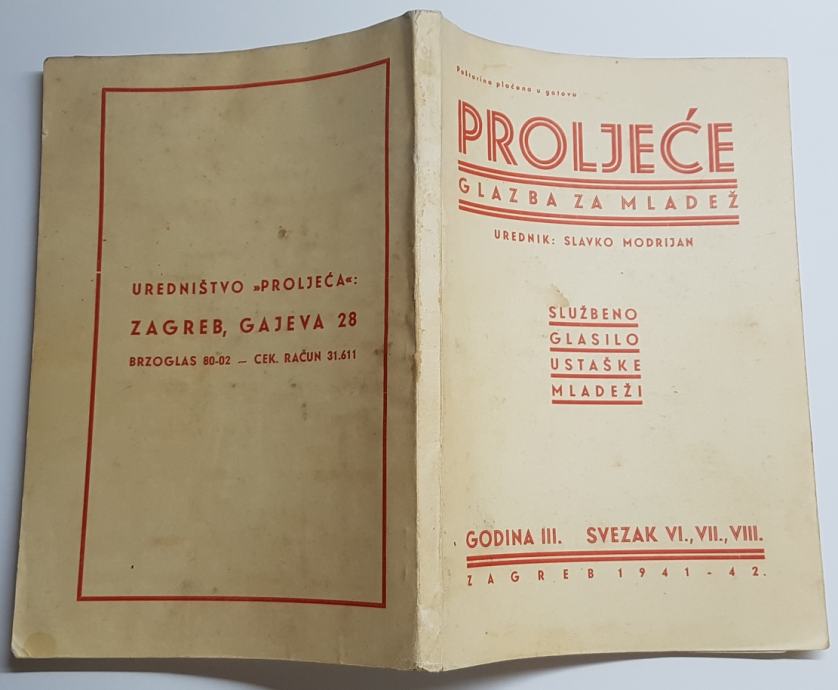 UREDNIŠTVO »PROLJEĆA«:
ZAGREB, GAJEVA 28
BRZOGLAS 80-02 — ČEK. RAČUN 31.611
Poštarina plaćena u gotovu
PROLJEĆE
GLAZBA ZA MLADEŽ
UREDNIK: SLAVKO MODRIJAN
SLUŽBENO
GLASILO
USTAŠKE
MLADEŽI
GODINA III. SVEZAK VI., VII., VIII.
ZAGREB 1941-42.